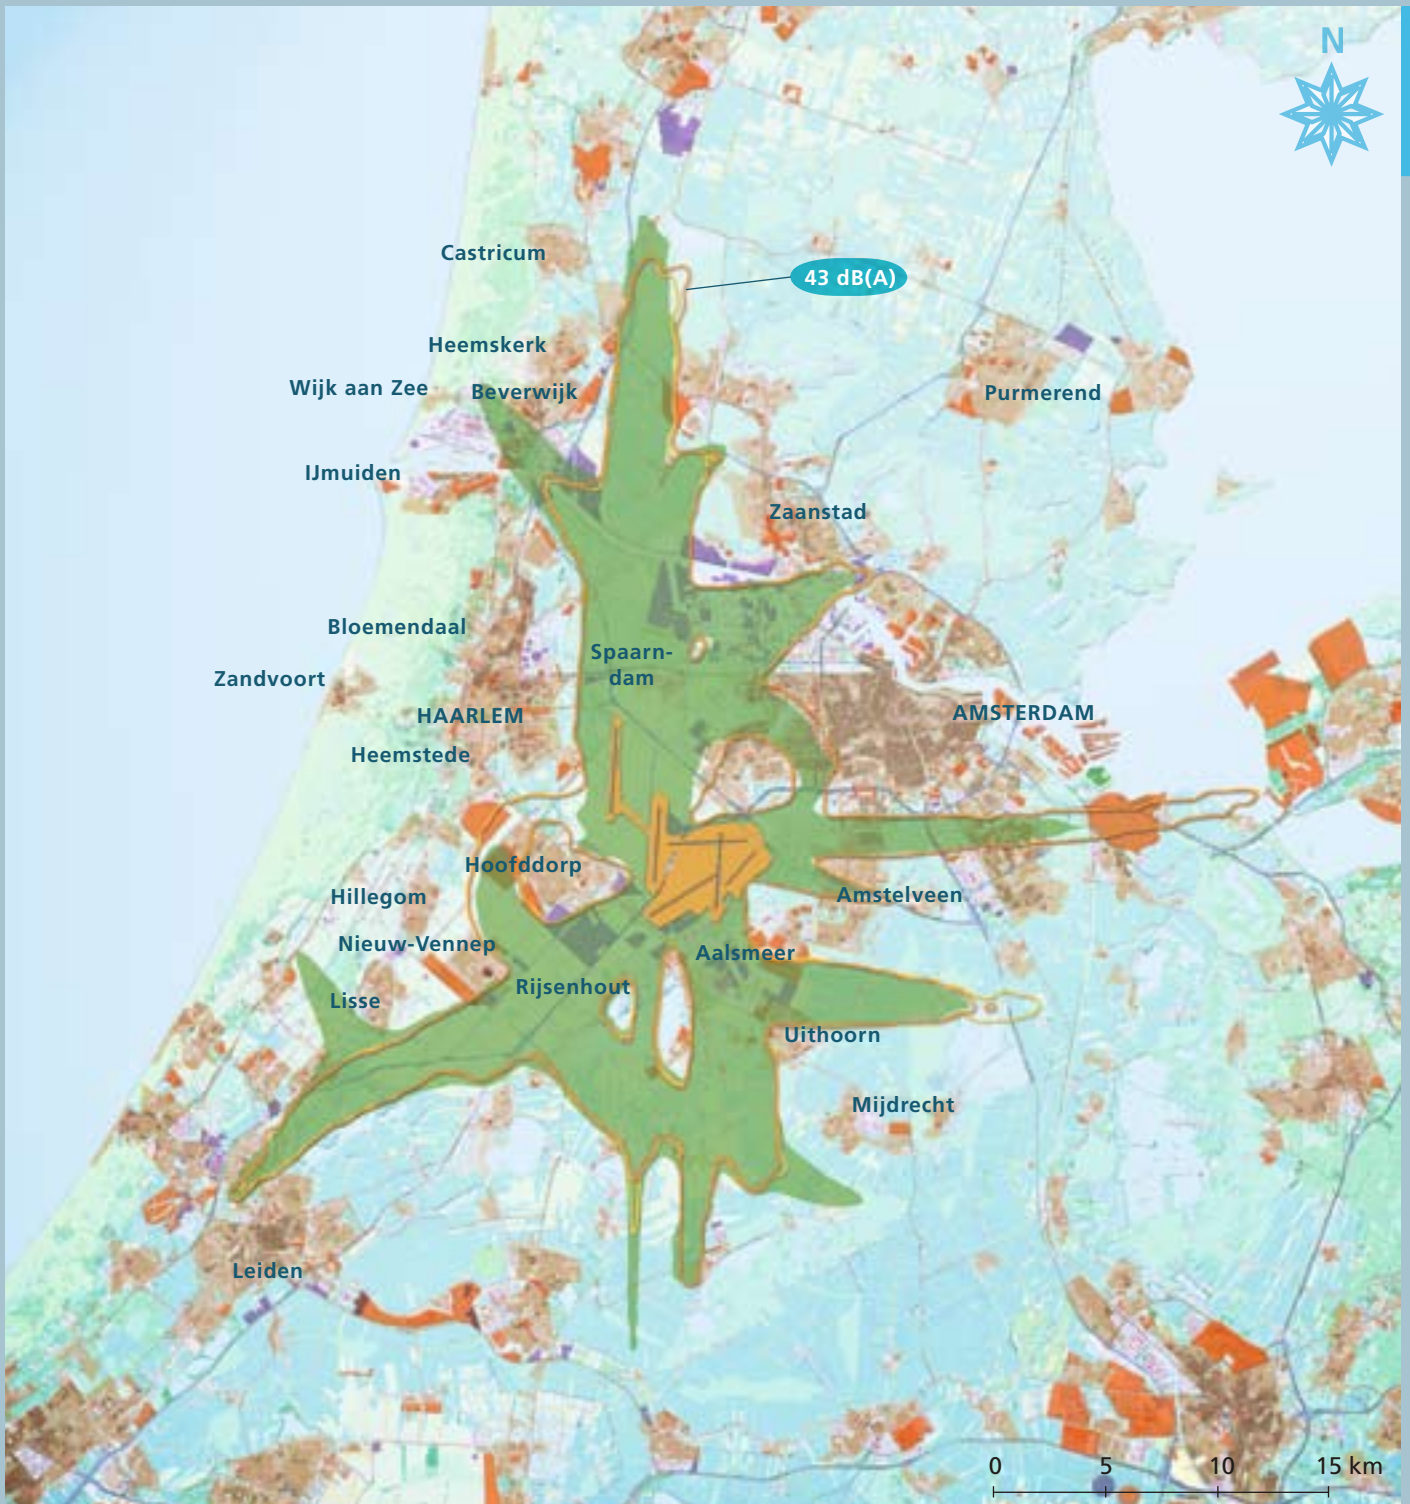 N
Castricum
43 dB(A)
Heemskerk
Wijk aan Zee
Beverwijk
Purmerend
IJmuiden
Zaanstad
Bloemendaal
Spaarn-
dam
Zandvoort
HAARLEM
AMSTERDAM
Heemstede
Hoofddorp
Hillegom
Amstelveen
Nieuw-Vennep
Aalsmeer
Rijsenhout
Lisse
Uithoorn
Mijdrecht
Leiden
0 5 10 15 km